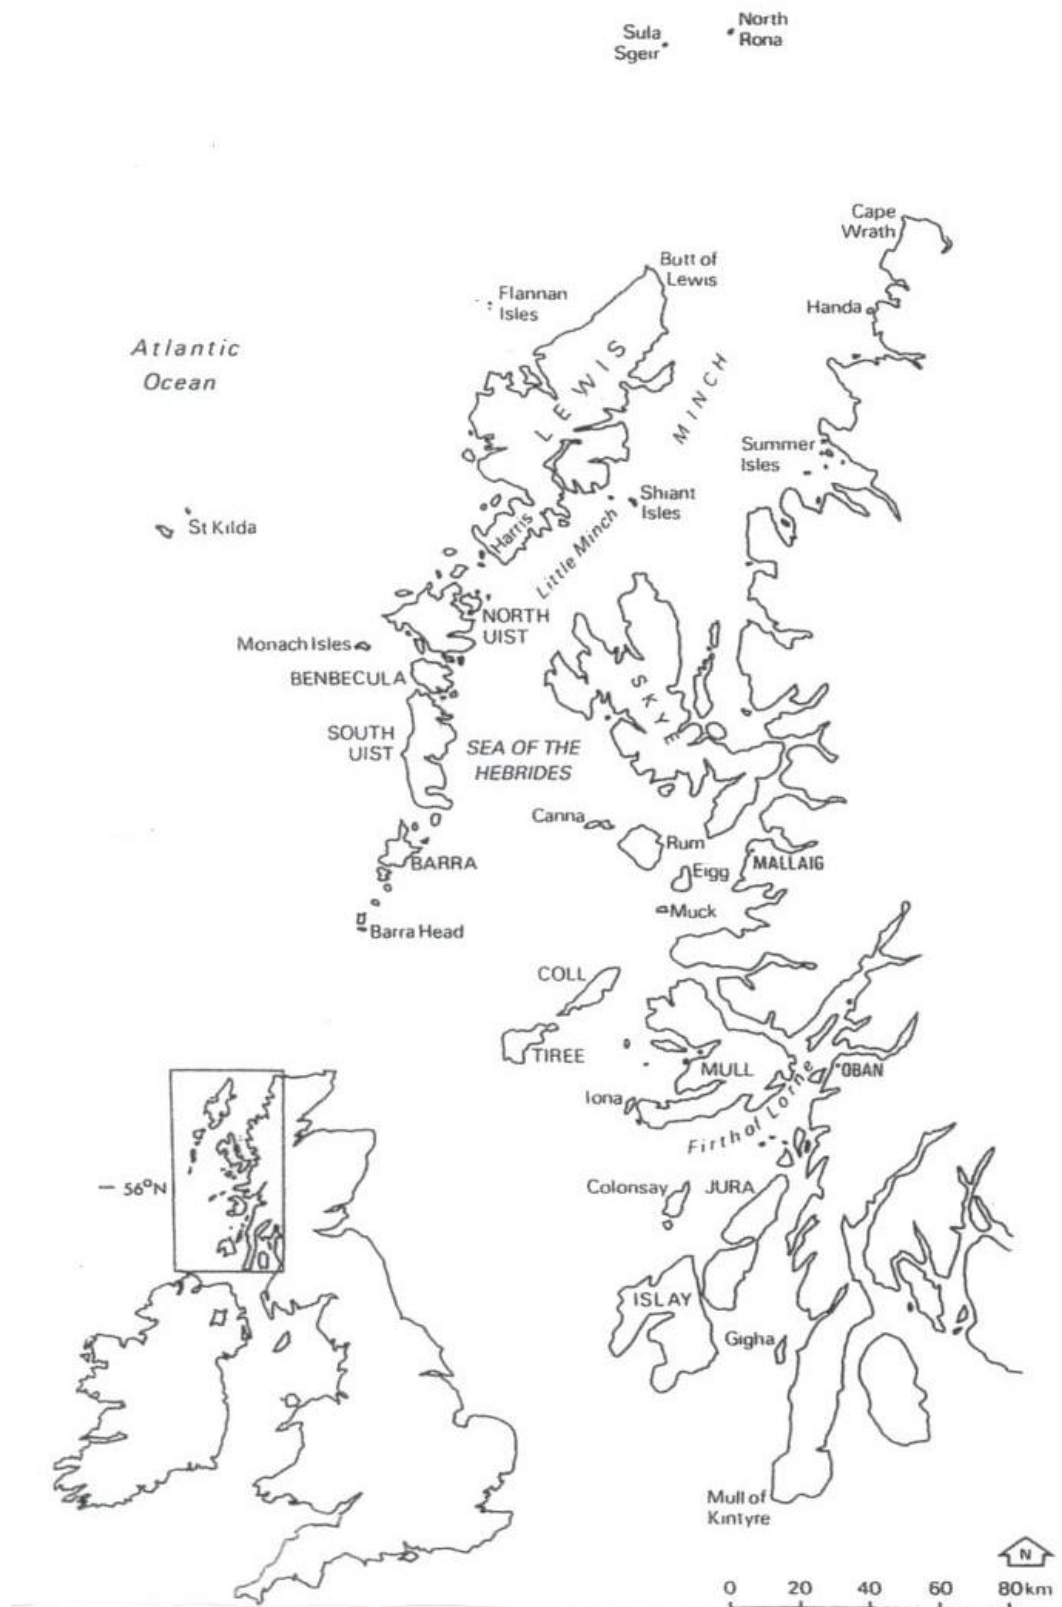 Sula
Sgeir
North
Rona
Cape
Wrath
Butt of
Lewis
Flannan
Isles
Handa
Atlantic
Ocean
LEWIS
MINCH
Summer
Isles
Shiant
Isles
St Kilda
Harris
Little Minch
NORTH
UIST
Monach Isles
BENBECULA
SKYE
SOUTH
UIST
SEA OF THE
HEBRIDES
Canna
Rum
BARRA
Eigg
MALLAIG
Muck
Barra Head
COLL
TIREE
MULL
OBAN
Iona
Firth of Lorne
56°N
Colonsay
JURA
ISLAY
Gigha
Mull of
Kintyre
N
0 20 40 60 80km